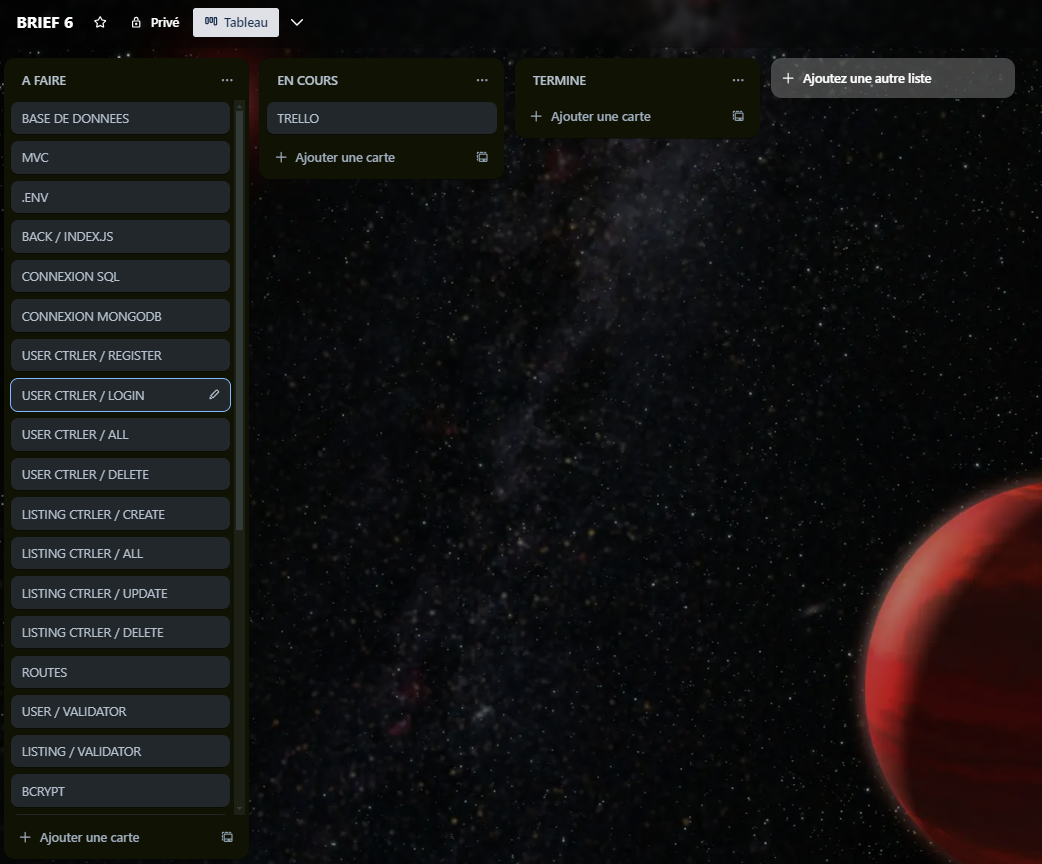 BRIEF 6
Privé
Tableau
A FAIRE
BASE DE DONNEES
MVC
.ENV
BACK / INDEX.JS
CONNEXION SQL
CONNEXION MONGODB
USER CTRLER / REGISTER
USER CTRLER / LOGIN
USER CTRLER / ALL
USER CTRLER / DELETE
LISTING CTRLER / CREATE
LISTING CTRLER / ALL
LISTING CTRLER / UPDATE
LISTING CTRLER / DELETE
ROUTES
USER / VALIDATOR
LISTING / VALIDATOR
BCRYPT
Ajouter une carte
EN COURS
TRELLO
Ajouter une carte
TERMINE
Ajouter une carte
Ajoutez une autre liste